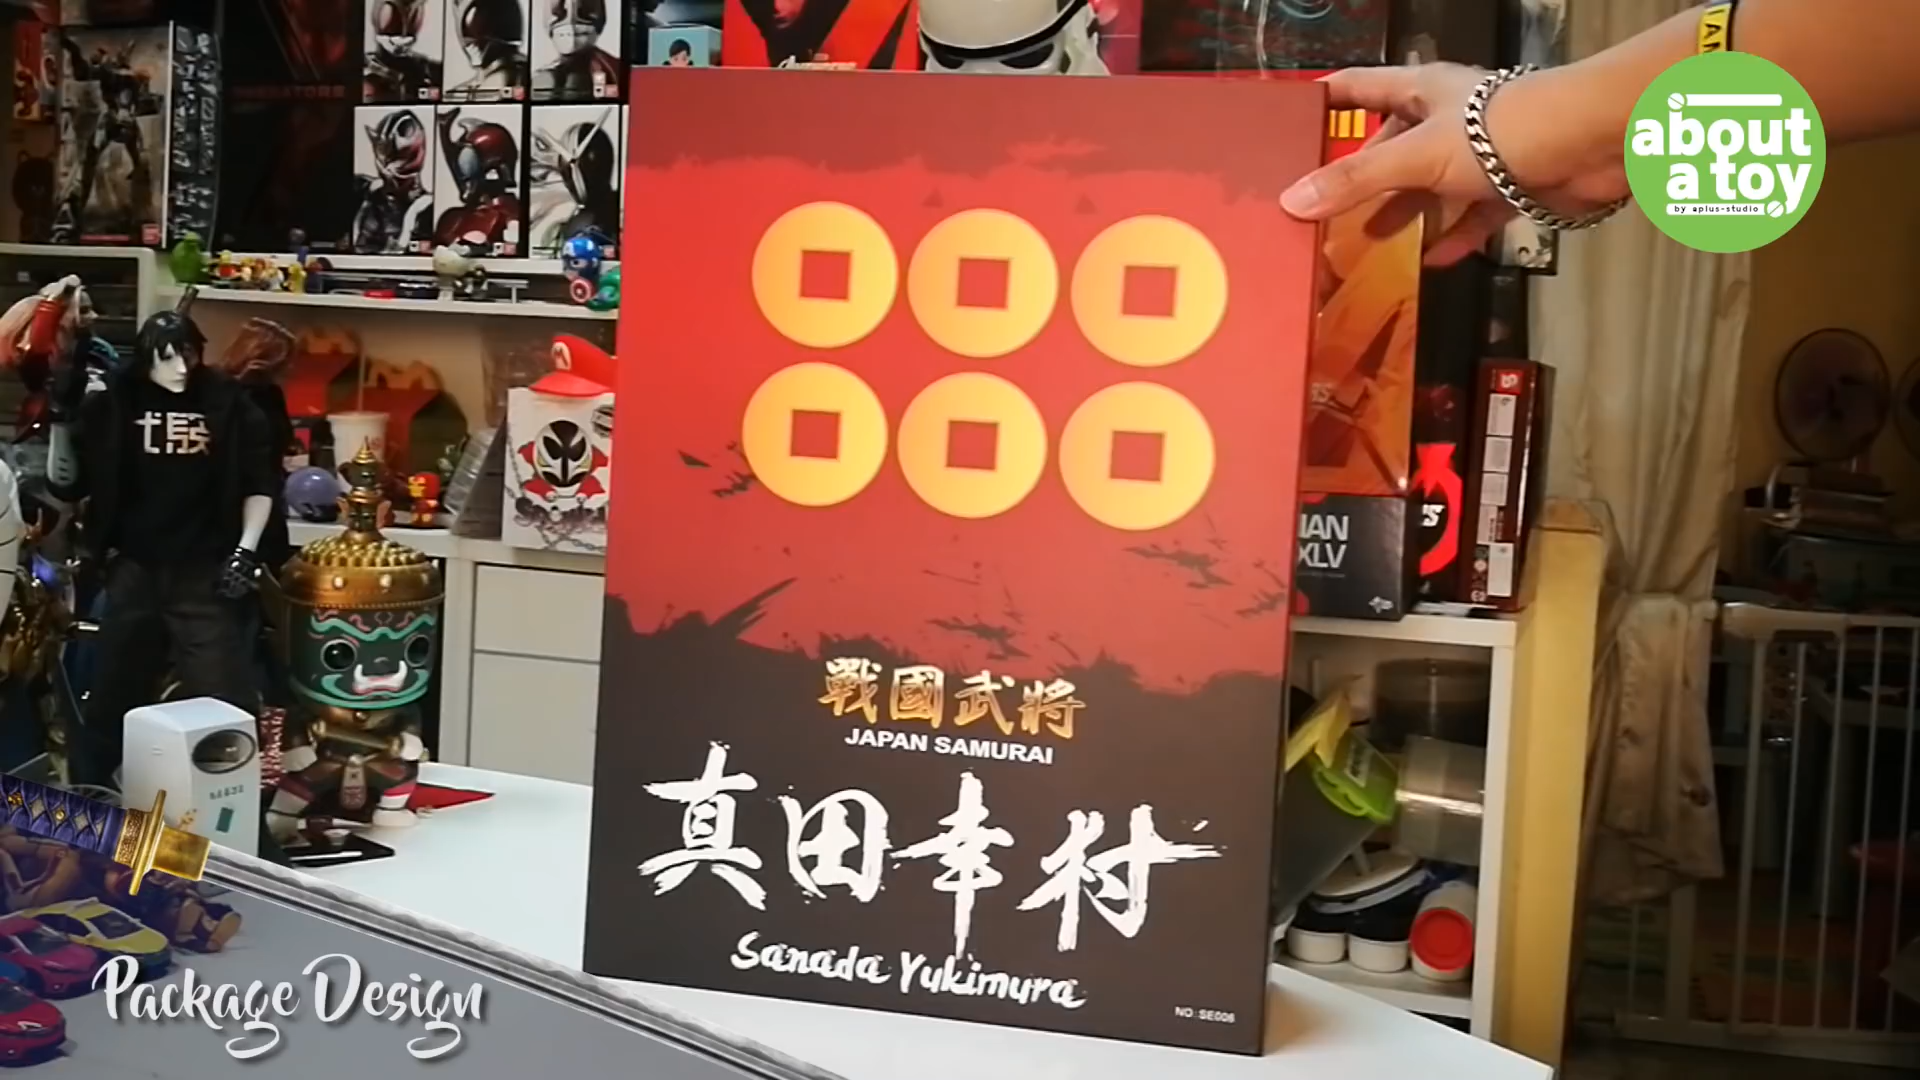 IAN
about
a toy
by aplus-studio
戰國武將
JAPAN SAMURAI
真田幸村
Sanada Yukimura
NO:SE006
IAN
XLV
M
Package Design